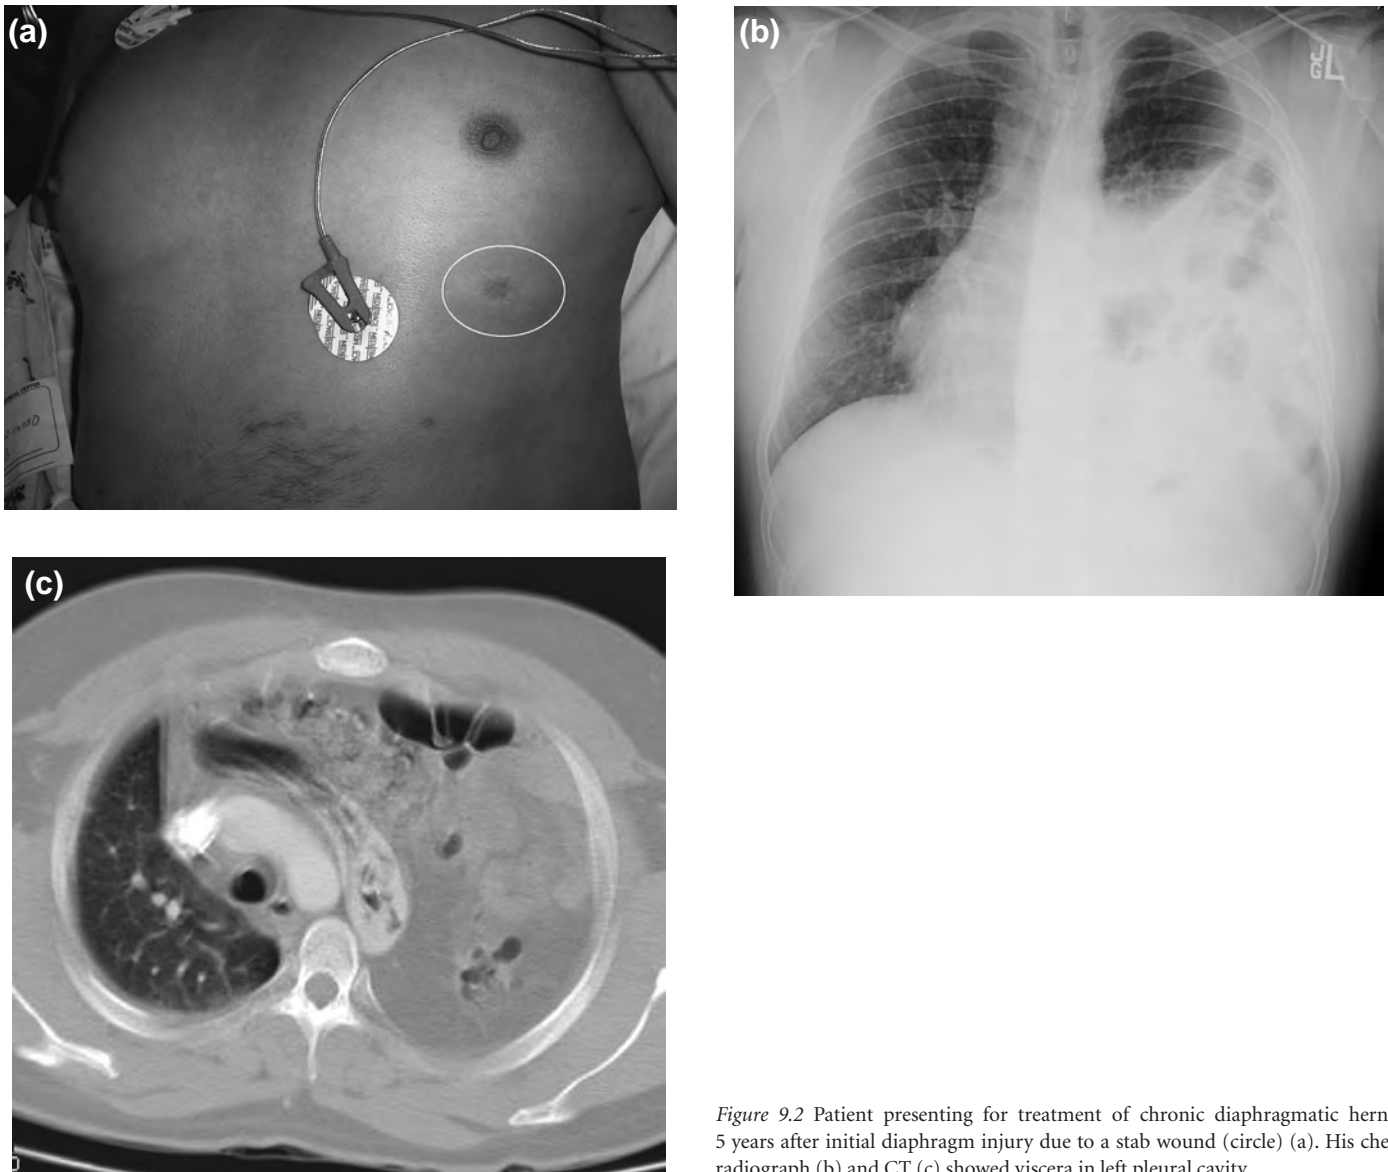 (a)
(b)
L
(c)
Figure 9.2 Patient presenting for treatment of chronic diaphragmatic hern
5 years after initial diaphragm injury due to a stab wound (circle) (a). His che
radiograph (b) and CT (c) showed viscera in left pleural cavity.